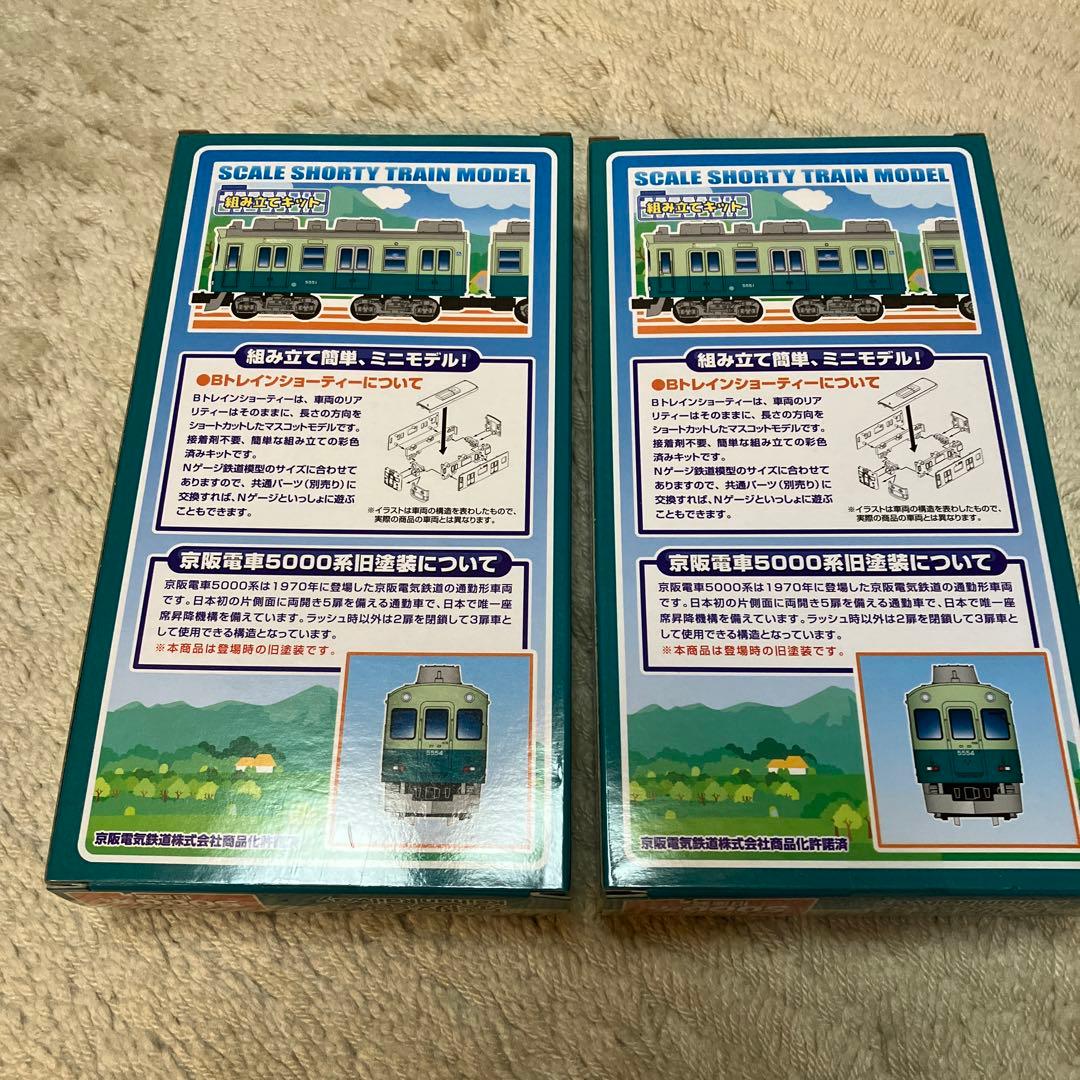 SCALE SHORTY TRAIN MODEL
組み立てキット
5551
組み立て簡単、ミニモデル!
●Bトレインショーティーについて
Bトレインショーティーは、車両のリア
リティーはそのままに、長さの方向を
ショートカットしたマスコットモデルです。
接着剤不要、簡単な組み立ての彩色
済みキットです。
Nゲージ鉄道模型のサイズに合わせて
ありますので、共通パーツ(別売り)に
交換すれば、Nゲージといっしょに遊ぶ
こともできます。
※イラストは車両の構造を表わしたもので、
実際の商品の車両とは異なります。
京阪電車5000系旧塗装について
京阪電車5000系は1970年に登場した京阪電気鉄道の通勤形車両
です。日本初の片側面に両開き5扉を備える通勤車で、日本で唯一座
席昇降機構を備えています。ラッシュ時以外は2扉を閉鎖して3扉車と
して使用できる構造となっています。
※本商品は登場時の旧塗装です。
5554
京阪電気鉄道株式会社商品化許
SCALE SHORTY TRAIN MODEL
組み立てキット
5551
組み立て簡単、ミニモデル!
●Bトレインショーティーについて
Bトレインショーティーは、車両のリア
リティーはそのままに、長さの方向を
ショートカットしたマスコットモデルです。
接着剤不要、簡単な組み立ての彩色
済みキットです。
Nゲージ鉄道模型のサイズに合わせて
ありますので、共通パーツ(別売り)に
交換すれば、Nゲージといっしょに遊ぶ
こともできます。
※イラストは車両の構造を表わしたもので、
実際の商品の車両とは異なります。
京阪電車5000系旧塗装について
京阪電車5000系は1970年に登場した京阪電気鉄道の通勤形車両
です。日本初の片側面に両開き5扉を備える通勤車で、日本で唯一座
席昇降機構を備えています。ラッシュ時以外は2扉を閉鎖して3扉車と
して使用できる構造となっています。
※本商品は登場時の旧塗装です。
5554
京阪電気鉄道株式会社商品化許諾済